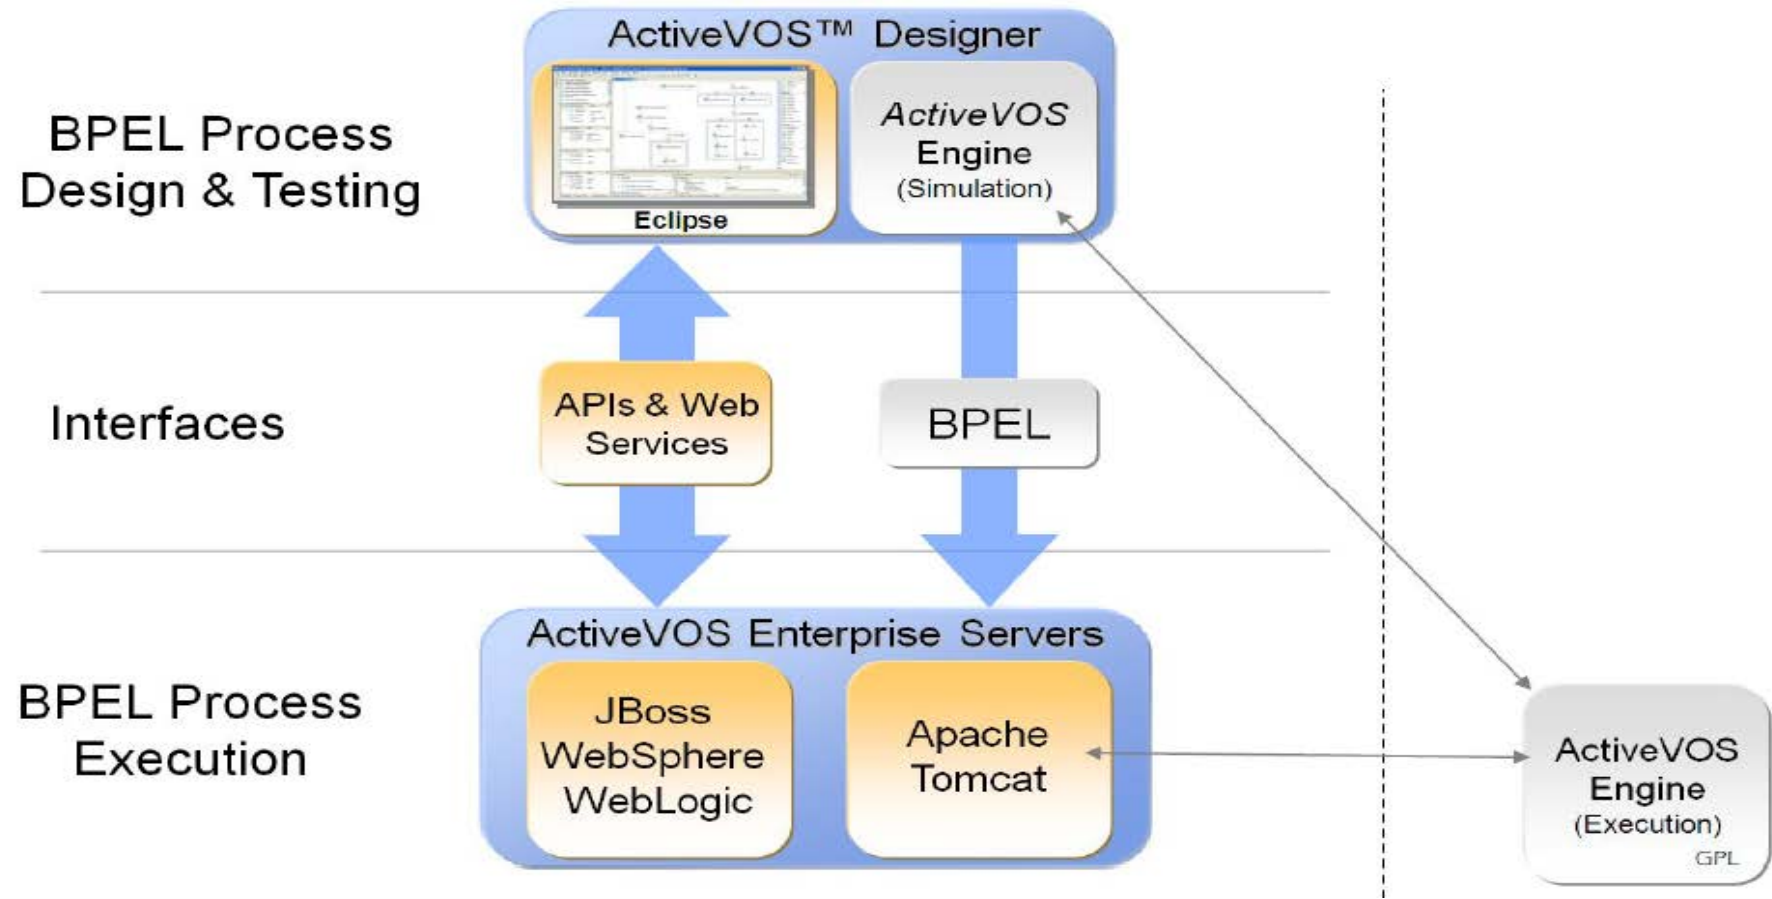 ActiveVOS™ Designer
BPEL Process
Design & Testing
Eclipse
ActiveVOS
Engine
(Simulation)
Interfaces
APIs & Web
Services
BPEL
BPEL Process
Execution
ActiveVOS Enterprise Servers
JBoss
WebSphere
WebLogic
Apache
Tomcat
ActiveVOS
Engine
(Execution)
GPL